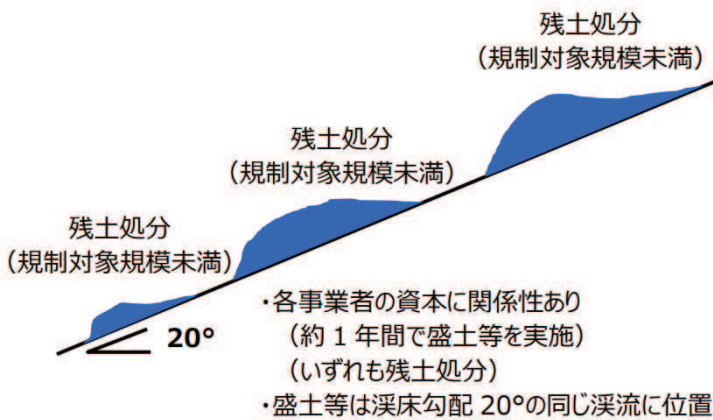 残土処分
（規制対象規模未満）
残土処分
（規制対象規模未満）
残土処分
（規制対象規模未満）
20°
・各事業者の資本に関係性あり
（約１年間で盛土等を実施）
（いずれも残土処分）
・盛土等は渓床勾配 20°の同じ渓流に位置